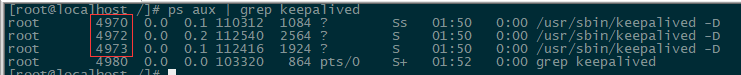 [root@localhost ~]# ps aux | grep keepalived
root 4970 0.0 0.1 110312 1084 ? Ss 01:50 0:00 /usr/sbin/keepalived -D
root 4972 0.0 0.2 112540 2564 ? S 01:50 0:00 /usr/sbin/keepalived -D
root 4973 0.0 0.1 112416 1924 ? S 01:50 0:00 /usr/sbin/keepalived -D
root 4980 0.0 0.0 103320 864 pts/0 S+ 01:52 0:00 grep keepalived
[root@localhost ~]#